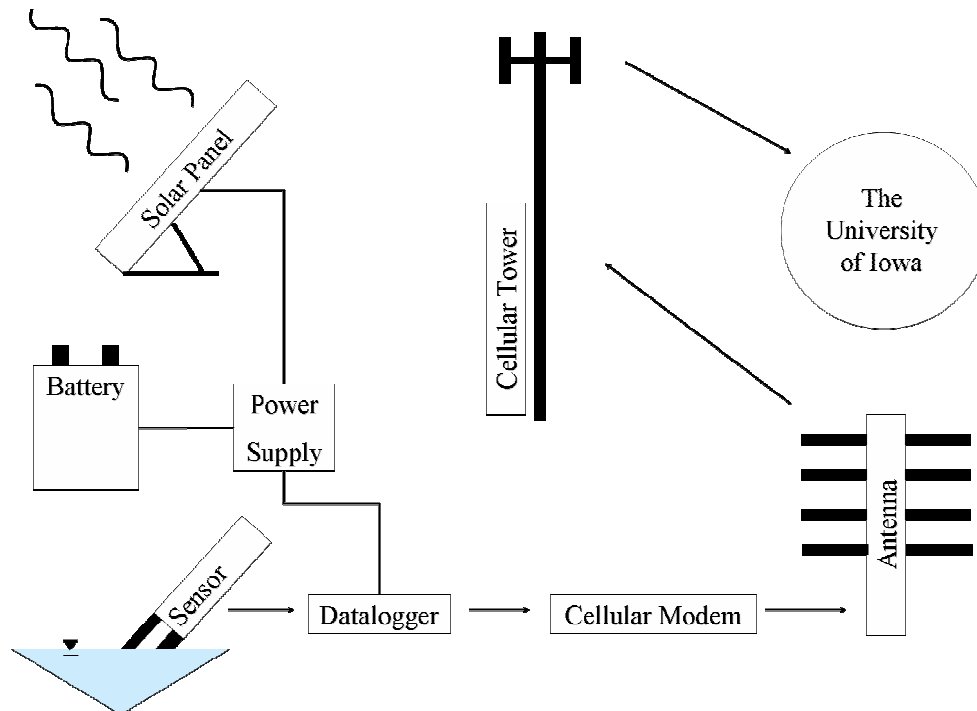 Solar Panel
Battery
Power
Supply
Sensor
Datalogger
Cellular Modem
Antenna
Cellular Tower
The
University
of Iowa